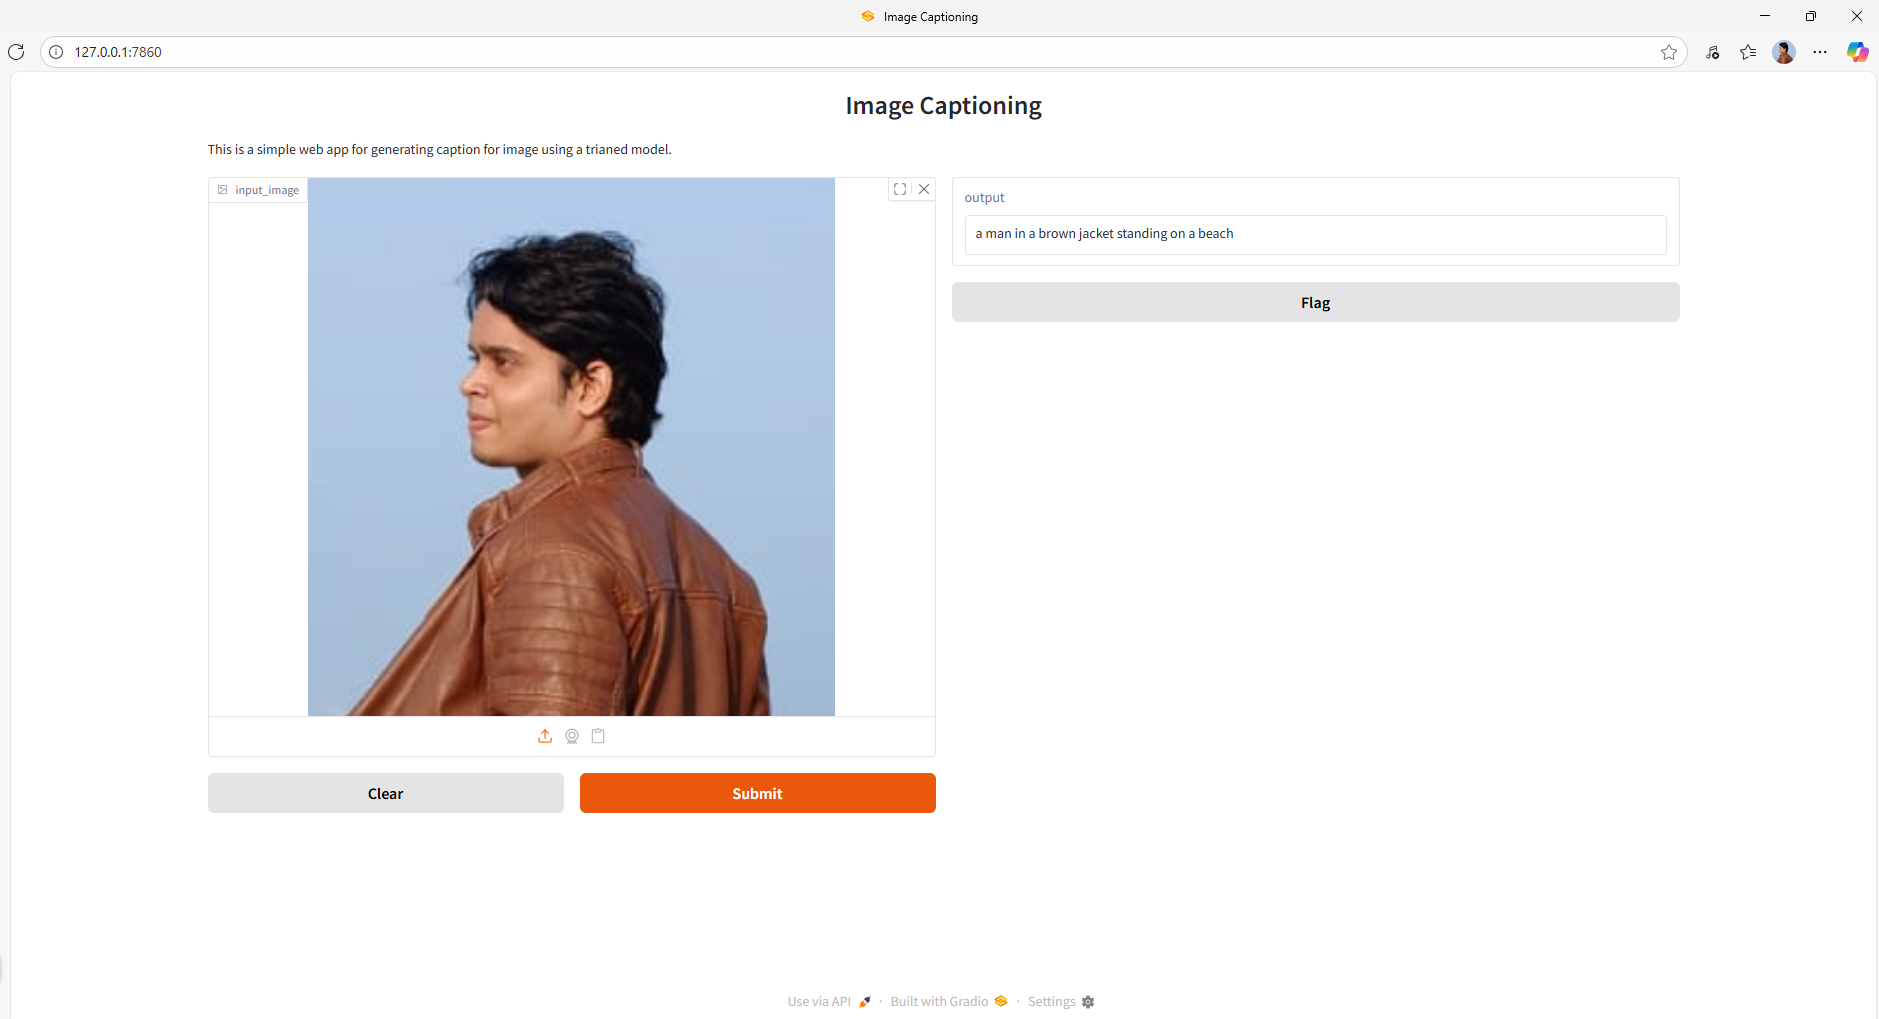 Image Captioning
127.0.0.1:7860
Image Captioning
This is a simple web app for generating caption for image using a trianed model.
input_image
output
a man in a brown jacket standing on a beach
Flag
Clear
Submit
Use via API · Built with Gradio · Settings